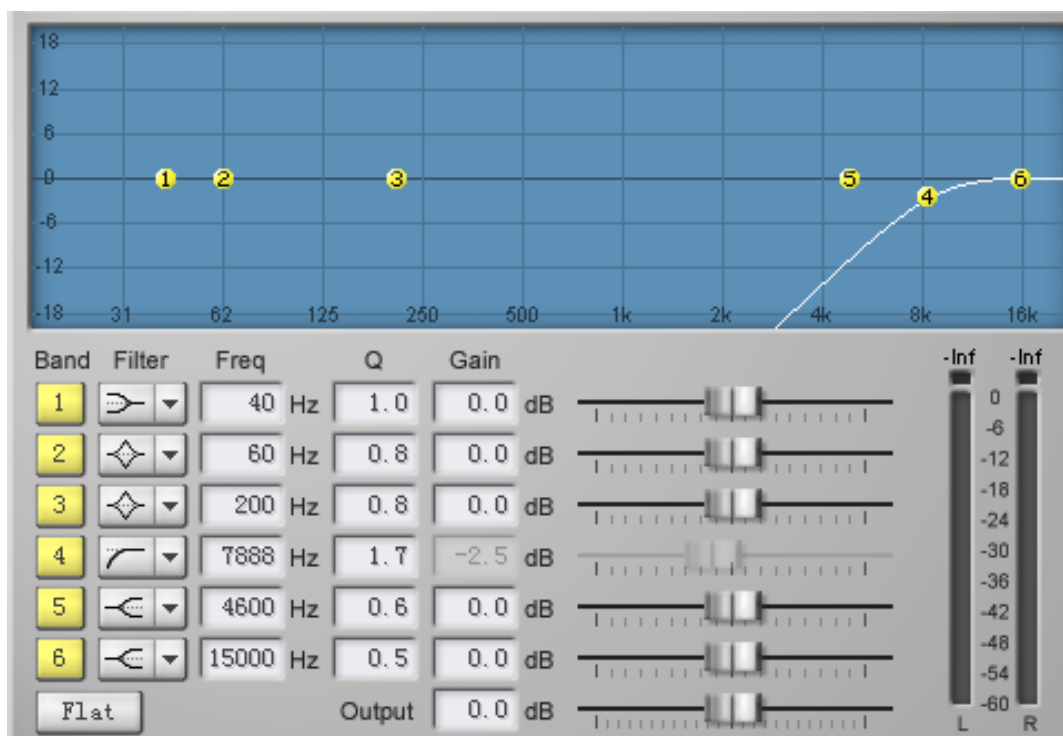 18
12
6
0 1 2 3 5 6
4
-6
-12
-18 31 62 125 250 500 1k 2k 4k 8k 16k
Band Filter Freq Q Gain
1 40 Hz 1.0 0.0 dB
2 60 Hz 0.8 0.0 dB
3 200 Hz 0.8 0.0 dB
4 7888 Hz 1.7 -2.5 dB
5 4600 Hz 0.6 0.0 dB
6 15000 Hz 0.5 0.0 dB
Flat Output 0.0 dB
-Inf -Inf
0
-6
-12
-18
-24
-30
-36
-42
-48
-54
-60
L R